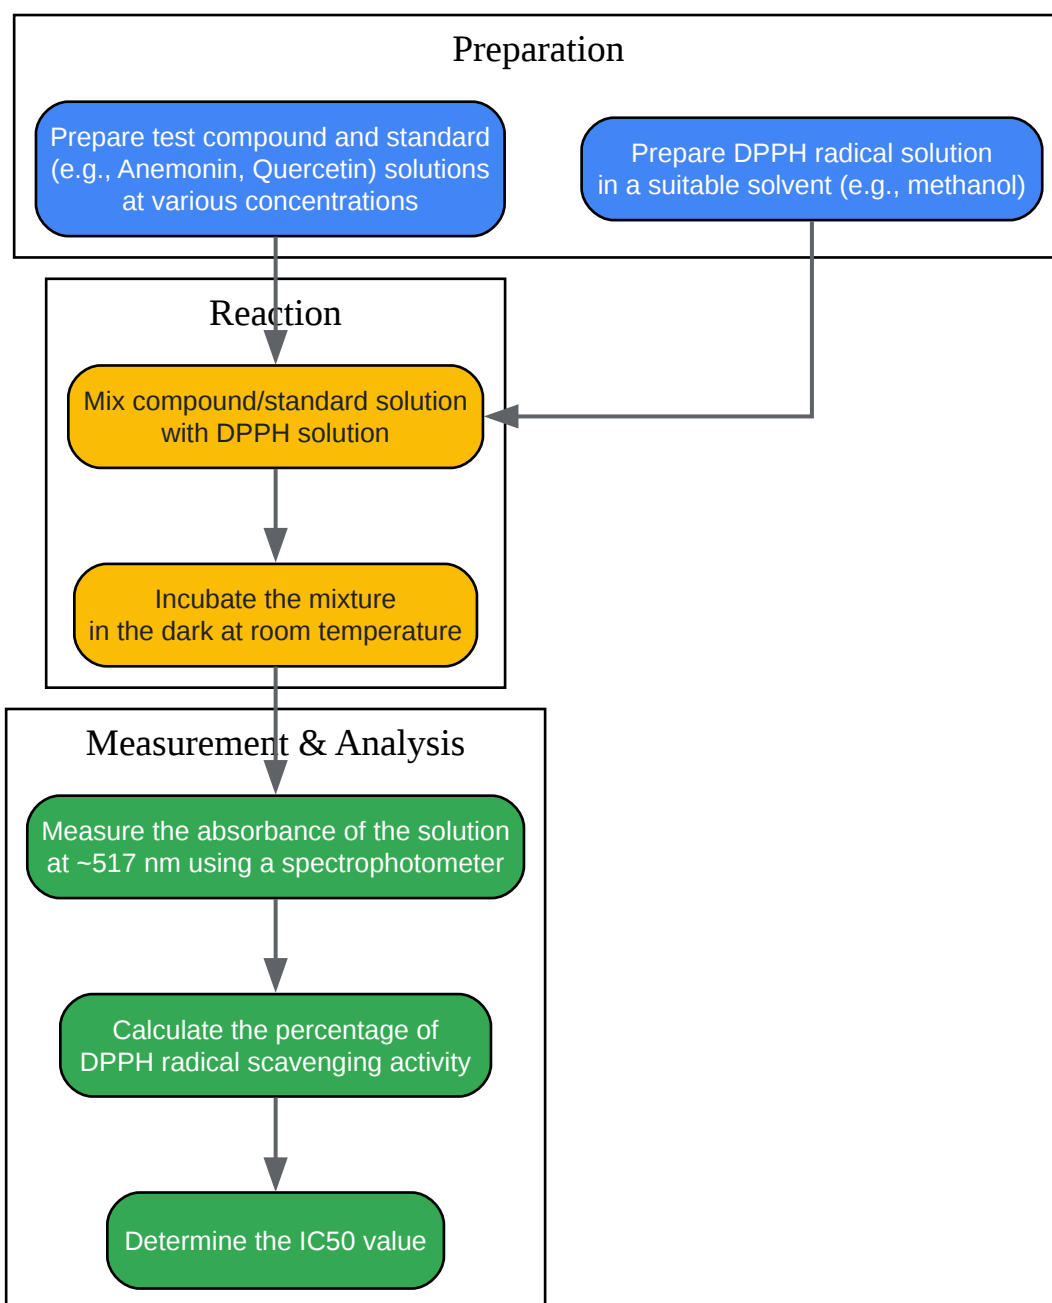 Preparation
Prepare test compound and standard
(e.g., Anemonin, Quercetin) solutions
at various concentrations
Prepare DPPH radical solution
in a suitable solvent (e.g., methanol)
Reaction
Mix compound/standard solution
with DPPH solution
Incubate the mixture
in the dark at room temperature
Measurement & Analysis
Measure the absorbance of the solution
at ~517 nm using a spectrophotometer
Calculate the percentage of
DPPH radical scavenging activity
Determine the IC50 value